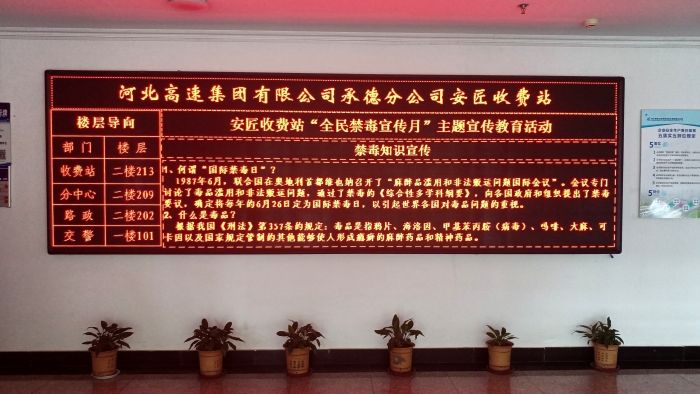 河北高速集团有限公司承德分公司安匠收费站
楼层导向
部 门 楼 层
收费站 二楼213
分中心 二楼209
路 政 二楼202
交 警 一楼101
安匠收费站“全民禁毒宣传月”主题宣传教育活动
禁毒知识宣传
1、何谓“国际禁毒日”？
1987年6月，联合国在奥地利首都维也纳召开了“麻醉品滥用和非法贩运问题国际会议”。会议专门
讨论了毒品滥用和非法贩运问题，通过了禁毒的《综合性多学科纲要》，向各国政府和组织提出了禁毒
要求，确定将每年的6月26日定为国际禁毒日，以引起世界各国对毒品问题的重视。
2、什么是毒品？
根据我国《刑法》第357条的规定：毒品是指鸦片、海洛因、甲基苯丙胺（病毒）、吗啡、大麻、可
卡因以及国家规定管制的其他能够使人形成瘾癖的麻醉药品和精神药品。